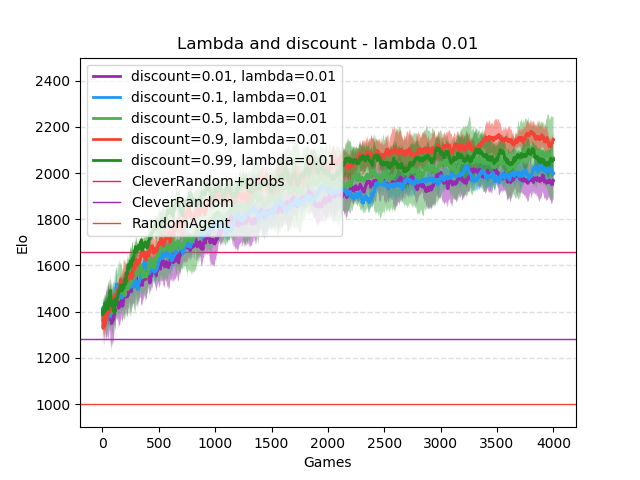 Lambda and discount - lambda 0.01
2400
2200
2000
1800
1600
1400
1200
1000
Elo
discount=0.01, lambda=0.01
discount=0.1, lambda=0.01
discount=0.5, lambda=0.01
discount=0.9, lambda=0.01
discount=0.99, lambda=0.01
CleverRandom+probs
CleverRandom
RandomAgent
0 500 1000 1500 2000 2500 3000 3500 4000
Games